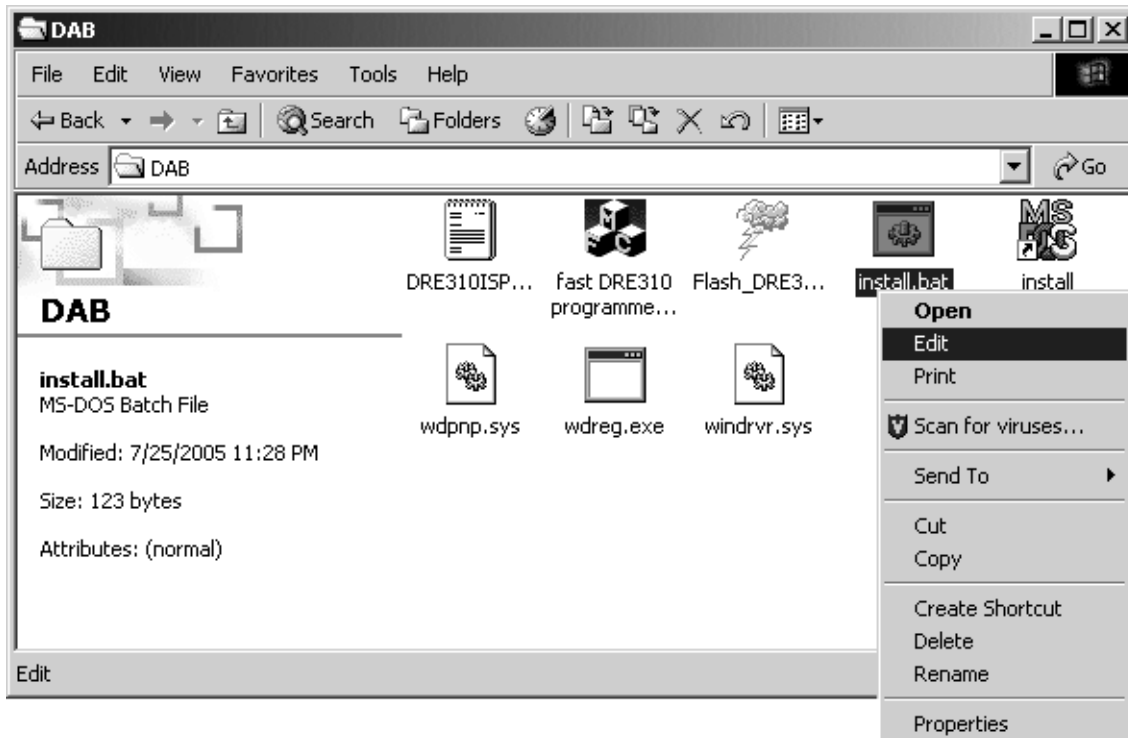 DAB
File Edit View Favorites Tools Help
Back Search Folders
Address DAB Go
DRE310ISP... fast DRE310 programme... Flash_DRE3... install.bat install
wdpnp.sys wdreg.exe windrvr.sys
DAB
install.bat
MS-DOS Batch File
Modified: 7/25/2005 11:28 PM
Size: 123 bytes
Attributes: (normal)
Open
Edit
Print
Scan for viruses...
Send To
Cut
Copy
Create Shortcut
Delete
Rename
Properties
Edit